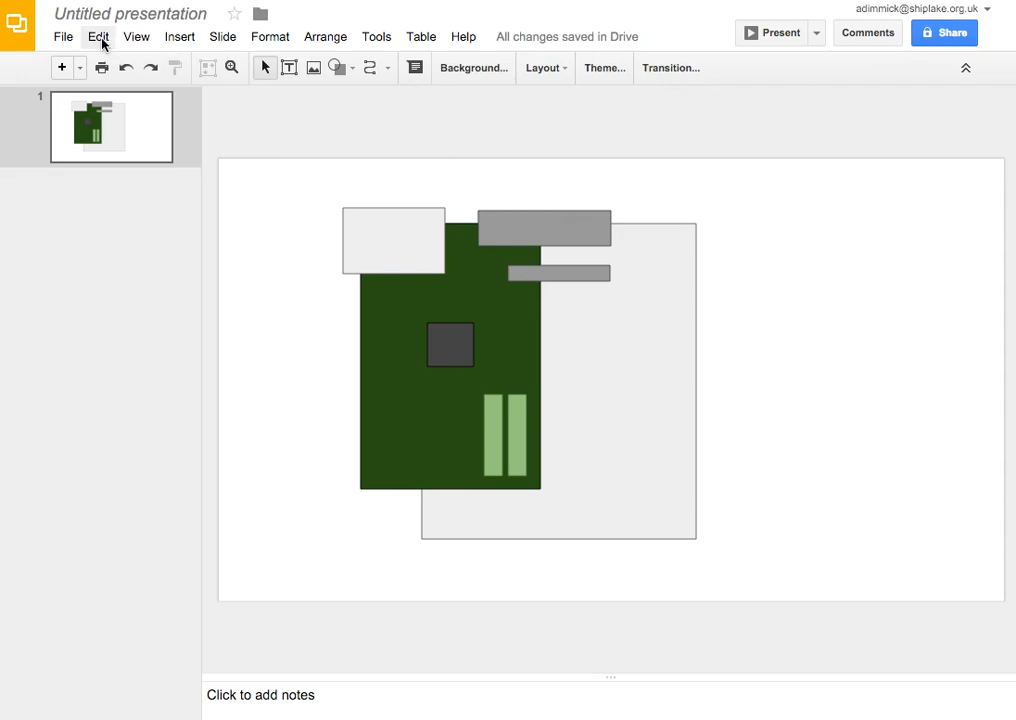 Untitled presentation
adimmick@shiplake.org.uk
File Edit View Insert Slide Format Arrange Tools Table Help All changes saved in Drive
Present Comments Share
Background... Layout Theme... Transition...
1
Click to add notes